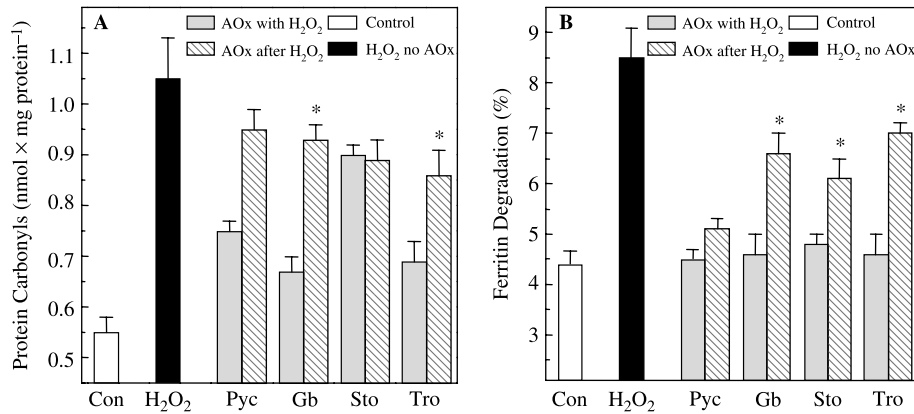 A
AOx with H₂O₂
Control
AOx after H₂O₂
H₂O₂ no AOx
Protein Carbonyls (nmol × mg protein⁻¹)
1.1
1.0
0.9
0.8
0.7
0.6
0.5
*
*
Con
H₂O₂
Pyc
Gb
Sto
Tro
B
AOx with H₂O₂
Control
AOx after H₂O₂
H₂O₂ no AOx
Ferritin Degradation (%)
9
8
7
6
5
4
3
*
*
*
Con
H₂O₂
Pyc
Gb
Sto
Tro